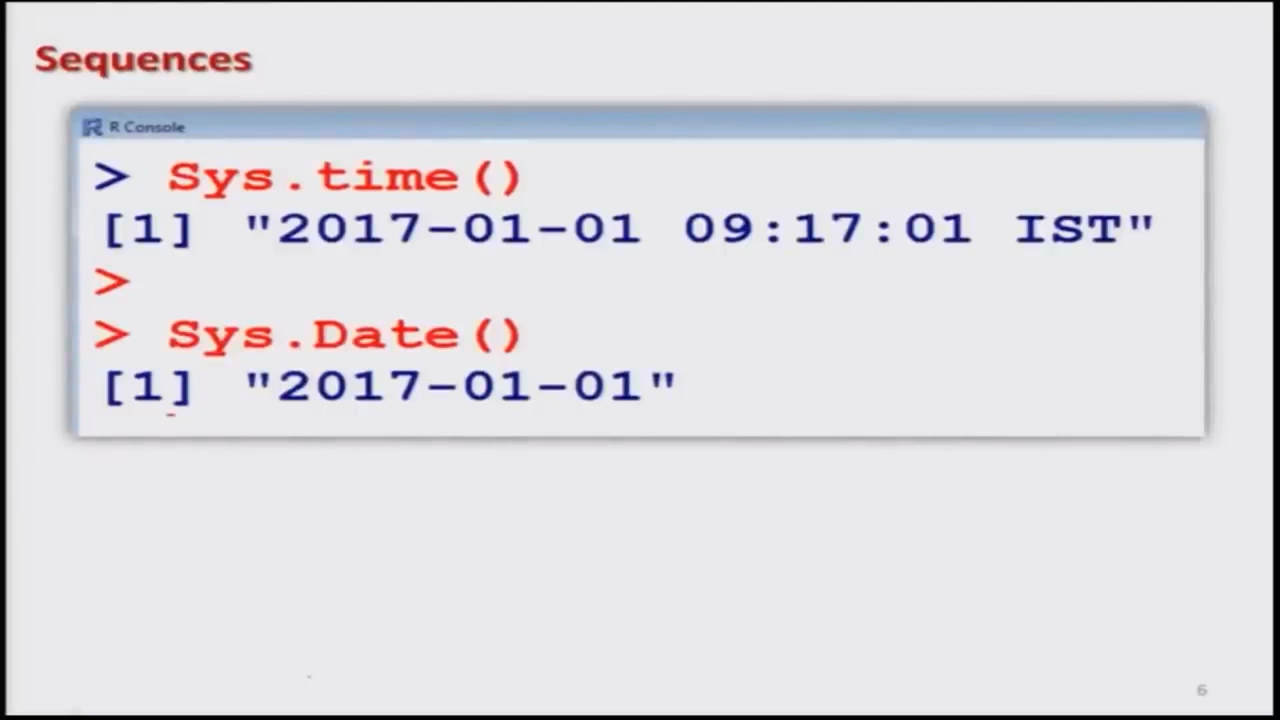 Sequences
R Console
> Sys.time()
[1] "2017-01-01 09:17:01 IST"
>
> Sys.Date()
[1] "2017-01-01"
6